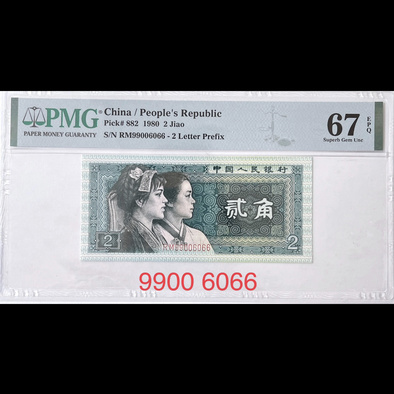 PMG
PAPER MONEY GUARANTY
China / People's Republic
Pick# 882 1980 2 Jiao
S/N RM99006066 - 2 Letter Prefix
67 EPQ
Superb Gem Unc
中国人民银行
贰角
RM99006066
2
2
9900 6066